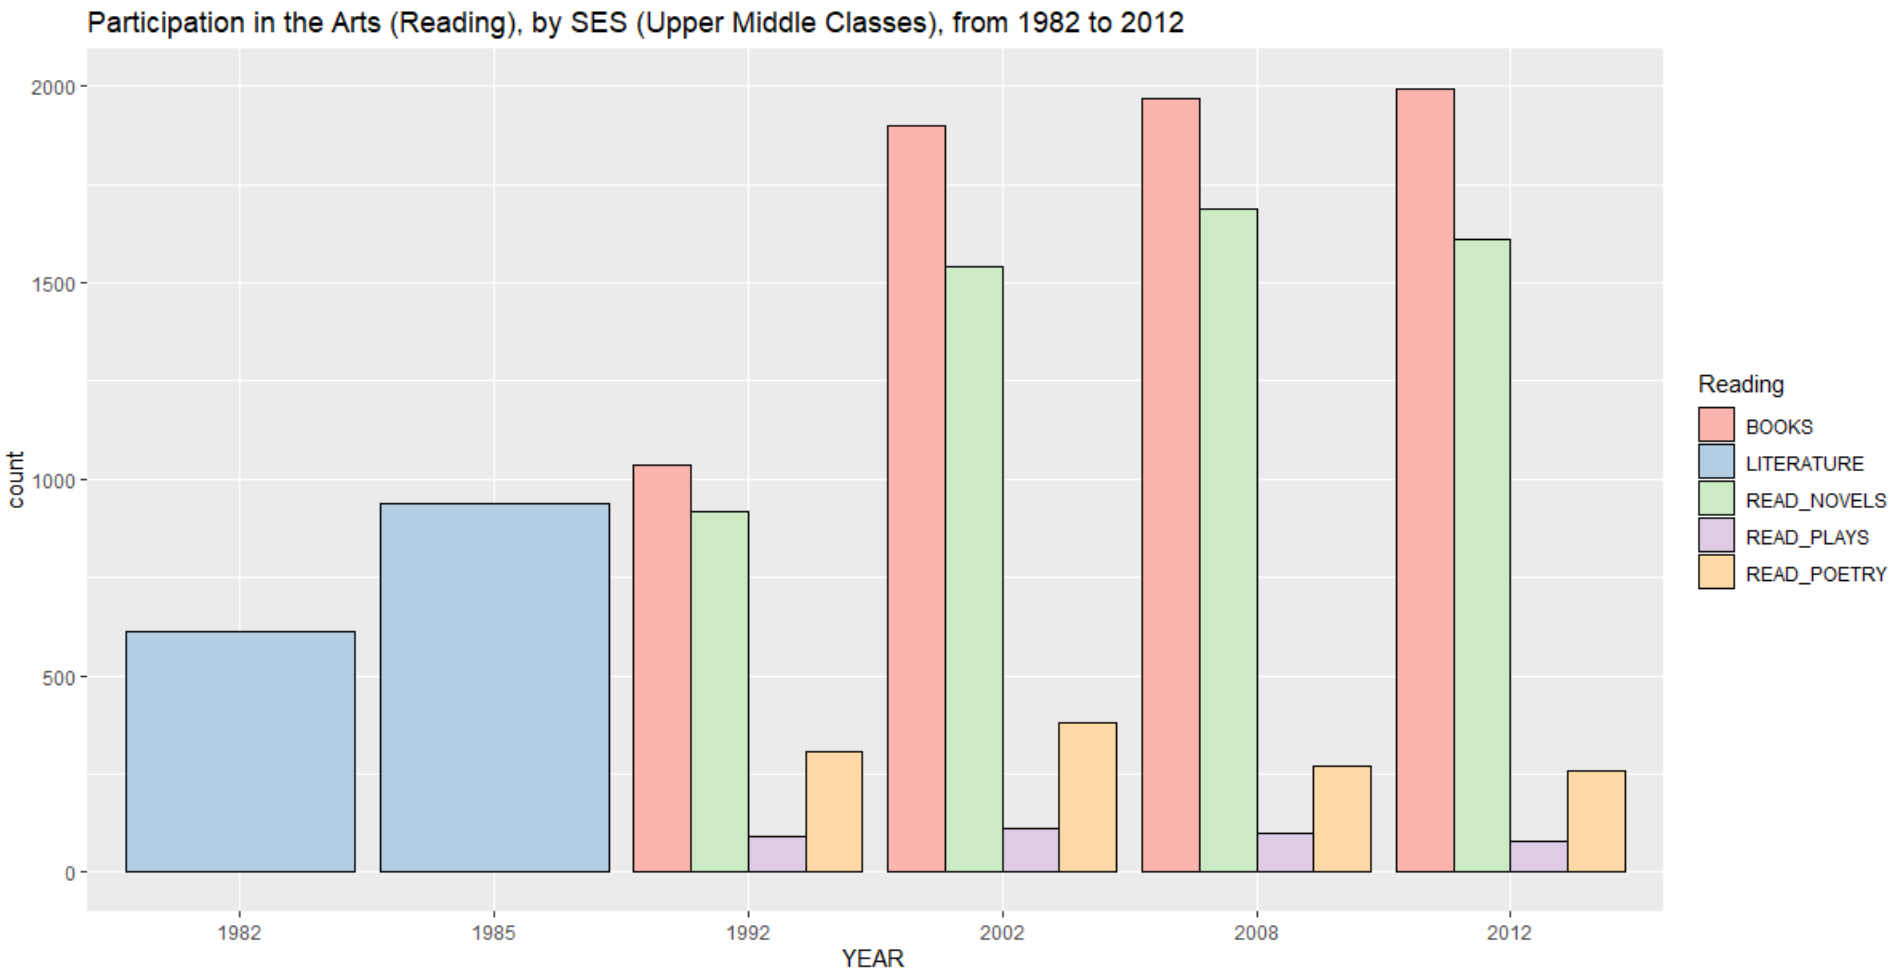 Participation in the Arts (Reading), by SES (Upper Middle Classes), from 1982 to 2012
2000
1500
1000
500
0
count
1982
1985
1992
2002
2008
2012
YEAR
Reading
BOOKS
LITERATURE
READ_NOVELS
READ_PLAYS
READ_POETRY